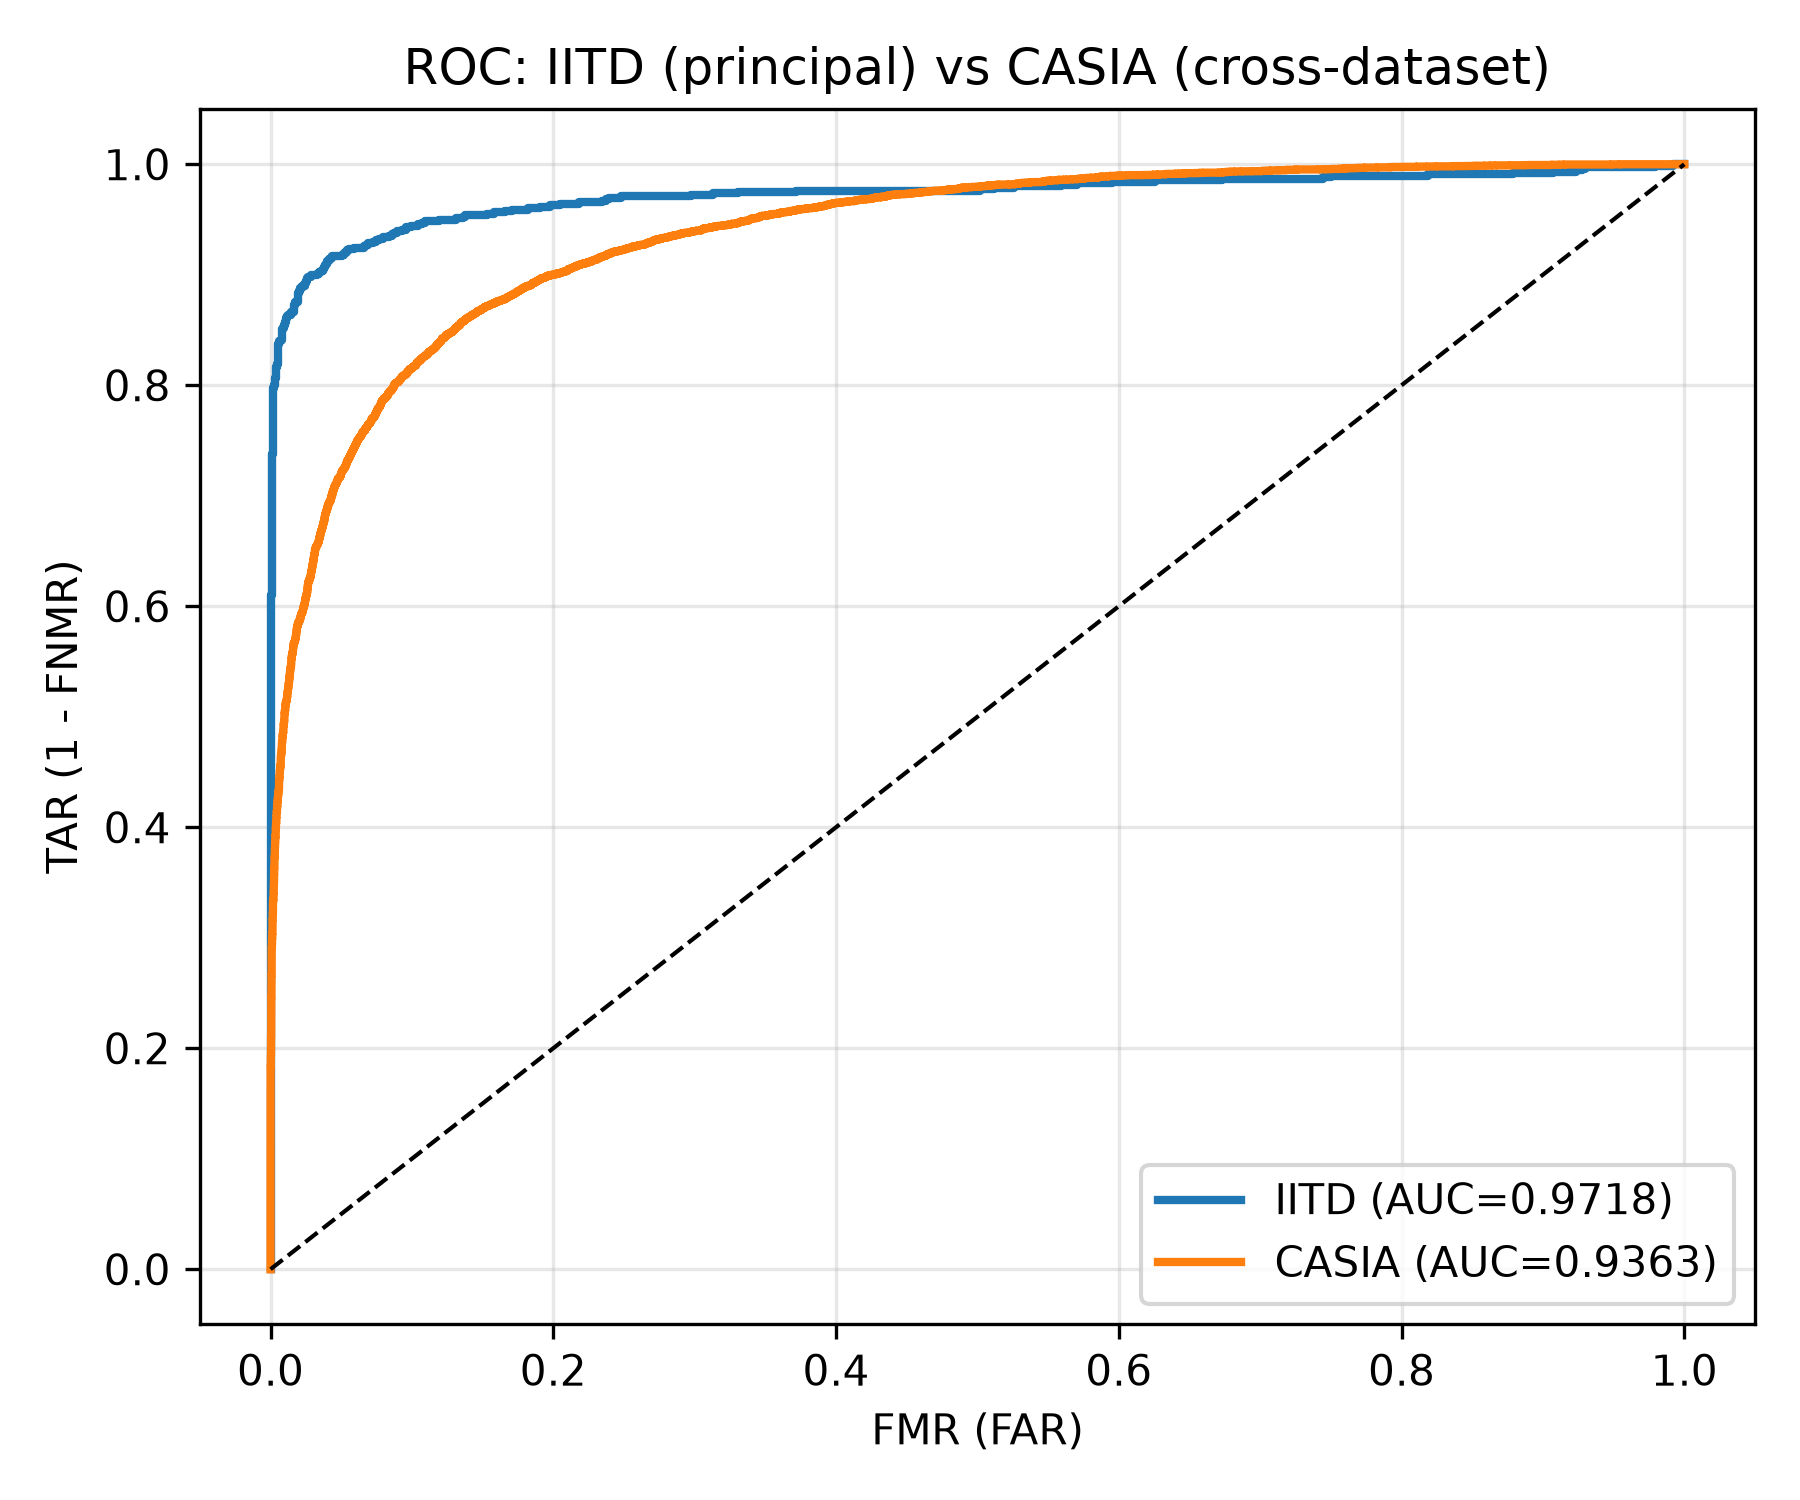 ROC: IITD (principal) vs CASIA (cross-dataset)
TAR (1 - FNMR)
1.0
0.8
0.6
0.4
0.2
0.0
IITD (AUC=0.9718)
CASIA (AUC=0.9363)
0.0 0.2 0.4 0.6 0.8 1.0
FMR (FAR)